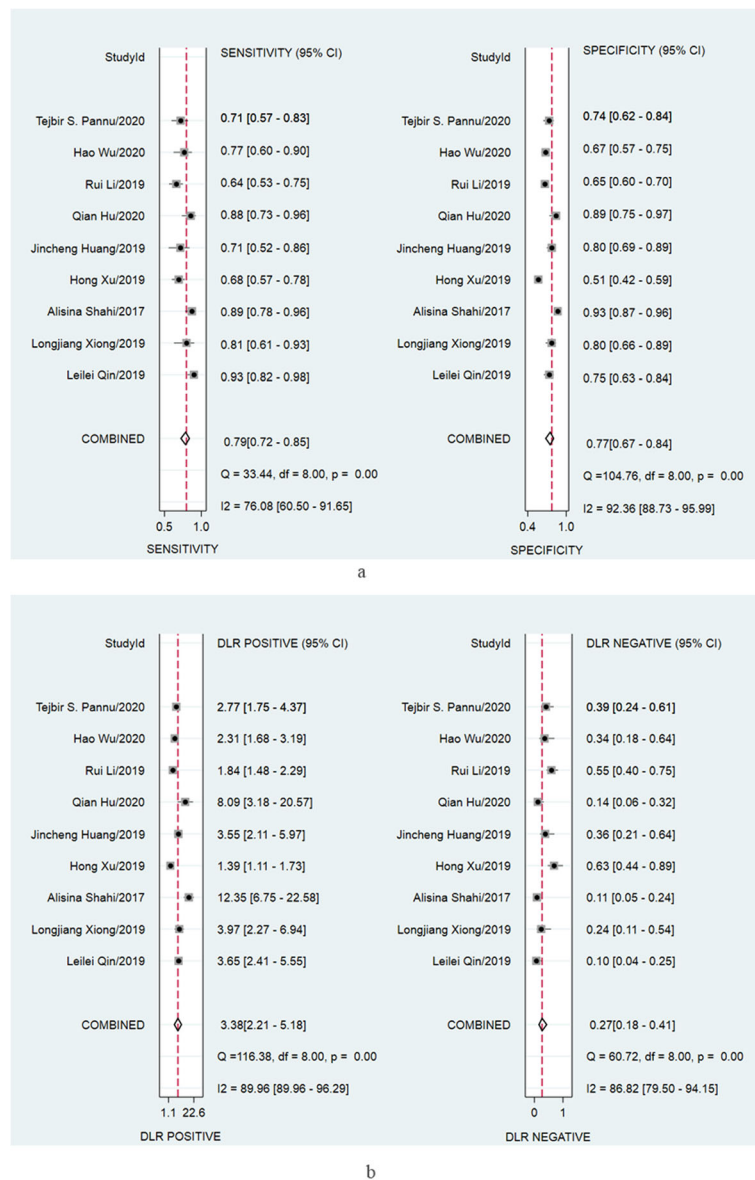 StudyId SENSITIVITY (95% CI)
Tejbir S. Pannu/2020 0.71 [0.57 - 0.83]
Hao Wu/2020 0.77 [0.60 - 0.90]
Rui Li/2019 0.64 [0.53 - 0.75]
Qian Hu/2020 0.88 [0.73 - 0.96]
Jincheng Huang/2019 0.71 [0.52 - 0.86]
Hong Xu/2019 0.68 [0.57 - 0.78]
Alisina Shahi/2017 0.89 [0.78 - 0.96]
Longjiang Xiong/2019 0.81 [0.61 - 0.93]
Leilei Qin/2019 0.93 [0.82 - 0.98]
COMBINED 0.79[0.72 - 0.85]
Q = 33.44, df = 8.00, p = 0.00
I2 = 76.08 [60.50 - 91.65]
0.5 1.0
SENSITIVITY
StudyId SPECIFICITY (95% CI)
Tejbir S. Pannu/2020 0.74 [0.62 - 0.84]
Hao Wu/2020 0.67 [0.57 - 0.75]
Rui Li/2019 0.65 [0.60 - 0.70]
Qian Hu/2020 0.89 [0.75 - 0.97]
Jincheng Huang/2019 0.80 [0.69 - 0.89]
Hong Xu/2019 0.51 [0.42 - 0.59]
Alisina Shahi/2017 0.93 [0.87 - 0.96]
Longjiang Xiong/2019 0.80 [0.66 - 0.89]
Leilei Qin/2019 0.75 [0.63 - 0.84]
COMBINED 0.77[0.67 - 0.84]
Q =104.76, df = 8.00, p = 0.00
I2 = 92.36 [88.73 - 95.99]
0.4 1.0
SPECIFICITY
a
StudyId DLR POSITIVE (95% CI)
Tejbir S. Pannu/2020 2.77 [1.75 - 4.37]
Hao Wu/2020 2.31 [1.68 - 3.19]
Rui Li/2019 1.84 [1.48 - 2.29]
Qian Hu/2020 8.09 [3.18 - 20.57]
Jincheng Huang/2019 3.55 [2.11 - 5.97]
Hong Xu/2019 1.39 [1.11 - 1.73]
Alisina Shahi/2017 12.35 [6.75 - 22.58]
Longjiang Xiong/2019 3.97 [2.27 - 6.94]
Leilei Qin/2019 3.65 [2.41 - 5.55]
COMBINED 3.38[2.21 - 5.18]
Q =116.38, df = 8.00, p = 0.00
I2 = 89.96 [89.96 - 96.29]
1.1 22.6
DLR POSITIVE
StudyId DLR NEGATIVE (95% CI)
Tejbir S. Pannu/2020 0.39 [0.24 - 0.61]
Hao Wu/2020 0.34 [0.18 - 0.64]
Rui Li/2019 0.55 [0.40 - 0.75]
Qian Hu/2020 0.14 [0.06 - 0.32]
Jincheng Huang/2019 0.36 [0.21 - 0.64]
Hong Xu/2019 0.63 [0.44 - 0.89]
Alisina Shahi/2017 0.11 [0.05 - 0.24]
Longjiang Xiong/2019 0.24 [0.11 - 0.54]
Leilei Qin/2019 0.10 [0.04 - 0.25]
COMBINED 0.27[0.18 - 0.41]
Q = 60.72, df = 8.00, p = 0.00
I2 = 86.82 [79.50 - 94.15]
0 1
DLR NEGATIVE
b